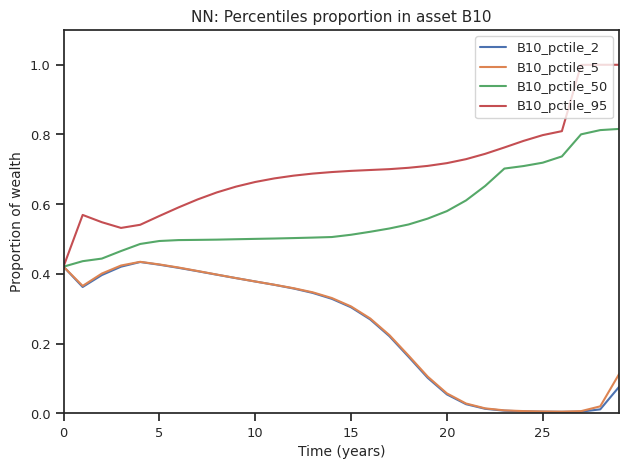 NN: Percentiles proportion in asset B10
B10_pctile_2
B10_pctile_5
B10_pctile_50
B10_pctile_95
Proportion of wealth
1.0
0.8
0.6
0.4
0.2
0.0
0 5 10 15 20 25
Time (years)